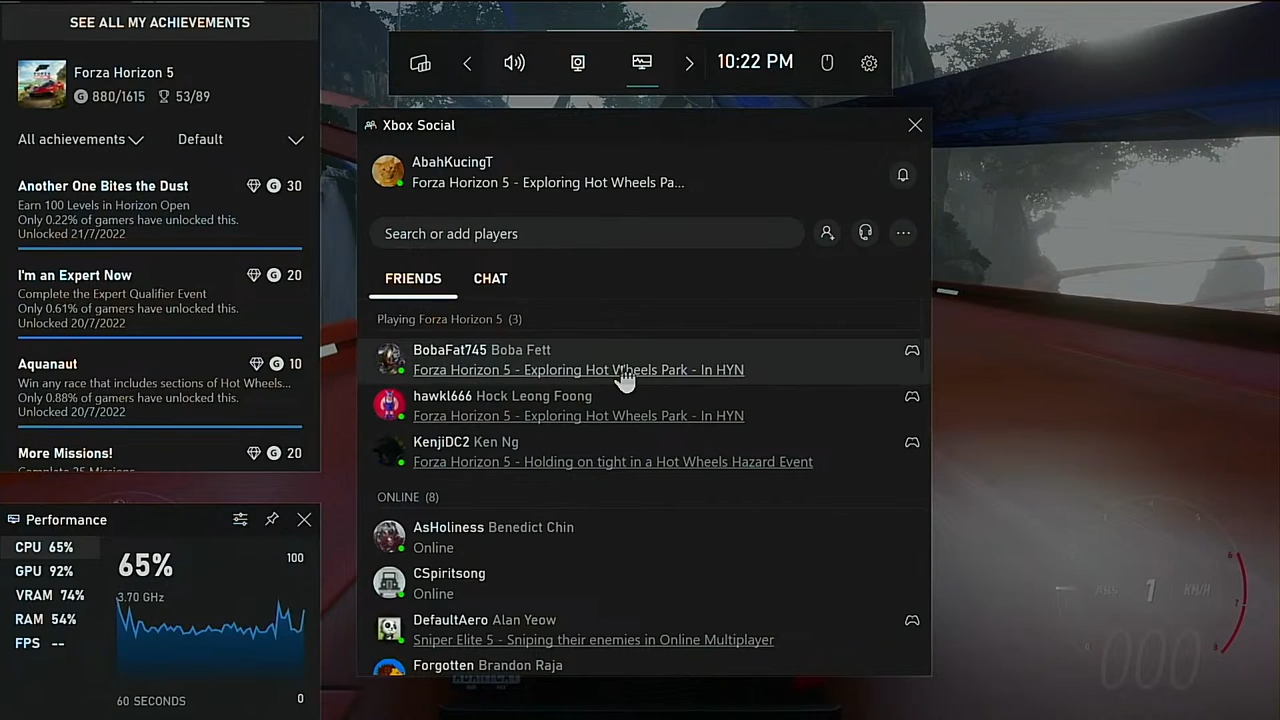 SEE ALL MY ACHIEVEMENTS
Forza Horizon 5
G 880/1615 53/89
All achievements
Default
Another One Bites the Dust
G 30
Earn 100 Levels in Horizon Open
Only 0.22% of gamers have unlocked this.
Unlocked 21/7/2022
I'm an Expert Now
G 20
Complete the Expert Qualifier Event
Only 0.61% of gamers have unlocked this.
Unlocked 20/7/2022
Aquanaut
G 10
Win any race that includes sections of Hot Wheels...
Only 0.88% of gamers have unlocked this.
Unlocked 20/7/2022
More Missions!
G 20
Complete 25 Missions
Performance
CPU 65%
GPU 92%
VRAM 74%
RAM 54%
FPS --
65%
100
3.70 GHz
60 SECONDS
0
10:22 PM
Xbox Social
AbahKucingT
Forza Horizon 5 - Exploring Hot Wheels Pa...
Search or add players
FRIENDS
CHAT
Playing Forza Horizon 5 (3)
BobaFat745 Boba Fett
Forza Horizon 5 - Exploring Hot Wheels Park - In HYN
hawkl666 Hock Leong Foong
Forza Horizon 5 - Exploring Hot Wheels Park - In HYN
KenjiDC2 Ken Ng
Forza Horizon 5 - Holding on tight in a Hot Wheels Hazard Event
ONLINE (8)
AsHoliness Benedict Chin
Online
CSpiritsong
Online
DefaultAero Alan Yeow
Sniper Elite 5 - Sniping their enemies in Online Multiplayer
Forgotten Brandon Raja
ABS
1
KM/H
000